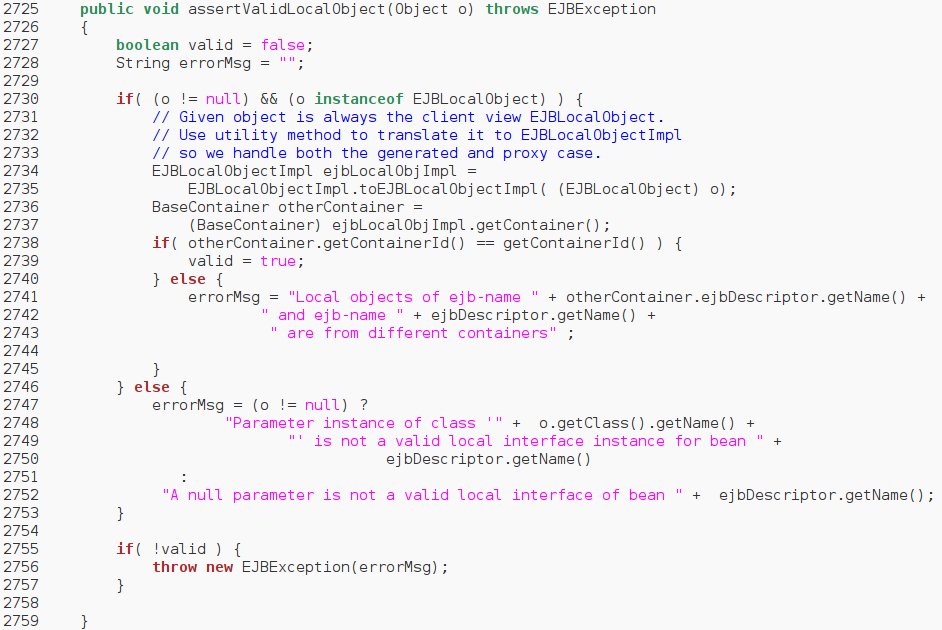 2725     public void assertValidLocalObject(Object o) throws EJBException
2726     {
2727         boolean valid = false;
2728         String errorMsg = "";
2729
2730         if( (o != null) && (o instanceof EJBLocalObject) ) {
2731             // Given object is always the client view EJBLocalObject.
2732             // Use utility method to translate it to EJBLocalObjectImpl
2733             // so we handle both the generated and proxy case.
2734             EJBLocalObjectImpl ejbLocalObjImpl =
2735                 EJBLocalObjectImpl.toEJBLocalObjectImpl( (EJBLocalObject) o);
2736             BaseContainer otherContainer =
2737                 (BaseContainer) ejbLocalObjImpl.getContainer();
2738             if( otherContainer.getContainerId() == getContainerId() ) {
2739                 valid = true;
2740             } else {
2741                 errorMsg = "Local objects of ejb-name " + otherContainer.ejbDescriptor.getName() +
2742                         " and ejb-name " + ejbDescriptor.getName() +
2743                          " are from different containers" ;
2744
2745             }
2746         } else {
2747             errorMsg = (o != null) ?
2748                     "Parameter instance of class '" +  o.getClass().getName() +
2749                            "' is not a valid local interface instance for bean " +
2750                                       ejbDescriptor.getName()
2751                :
2752              "A null parameter is not a valid local interface of bean " +  ejbDescriptor.getName();
2753         }
2754
2755         if( !valid ) {
2756             throw new EJBException(errorMsg);
2757         }
2758
2759     }